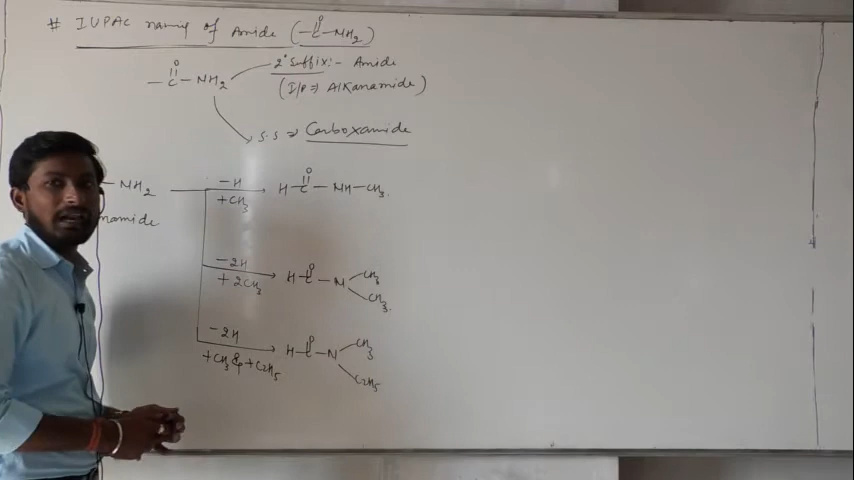 # IUPAC naming of Amide (-C-NH2)
O
O
-C-NH2
2° Suffix:- Amide
(I/P => Alkanamide)
S.S => Carboxamide
-NH2
namide
-H
+CH3
O
H-C-NH-CH3
-2H
+2CH3
O
H-C-N
CH3
CH3
-2H
+CH3 & +C2H5
O
H-C-N
CH3
C2H5